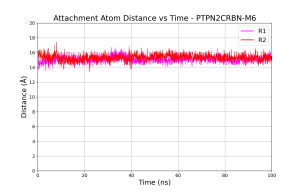 Attachment Atom Distance vs Time - PTPN2CRBN-M6
R1
R2
Distance (Å)
20
18
16
14
12
10
8
6
4
2
0
0 20 40 60 80 100
Time (ns)